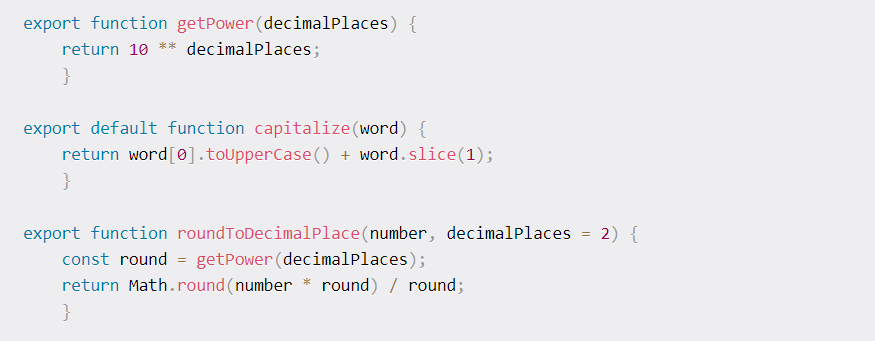 export function getPower(decimalPlaces) {
    return 10 ** decimalPlaces;
    }

export default function capitalize(word) {
    return word[0].toUpperCase() + word.slice(1);
    }

export function roundToDecimalPlace(number, decimalPlaces = 2) {
    const round = getPower(decimalPlaces);
    return Math.round(number * round) / round;
    }